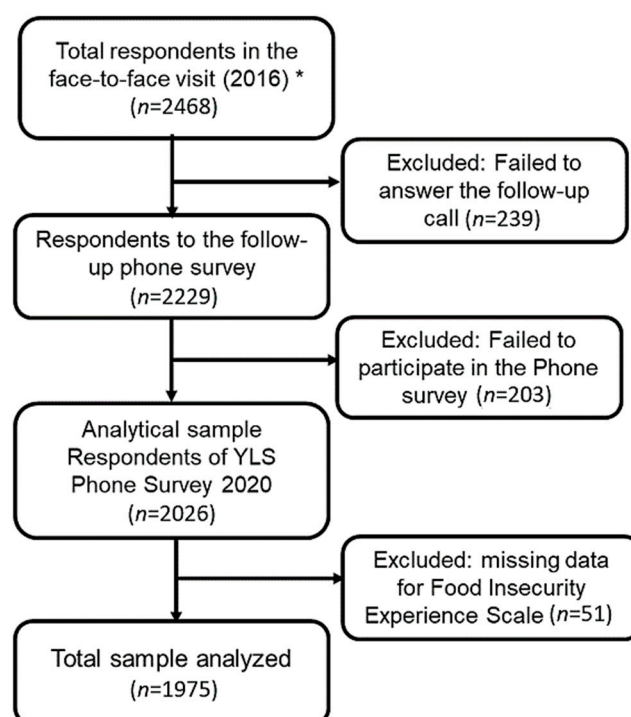 Total respondents in the
face-to-face visit (2016) *
(n=2468)
Excluded: Failed to
answer the follow-up
call (n=239)
Respondents to the follow-
up phone survey
(n=2229)
Excluded: Failed to
participate in the Phone
survey (n=203)
Analytical sample
Respondents of YLS
Phone Survey 2020
(n=2026)
Excluded: missing data
for Food Insecurity
Experience Scale (n=51)
Total sample analyzed
(n=1975)